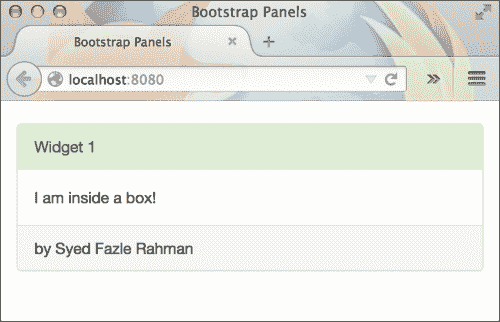 Bootstrap Panels
Bootstrap Panels
localhost:8080
Widget 1
I am inside a box!
by Syed Fazle Rahman